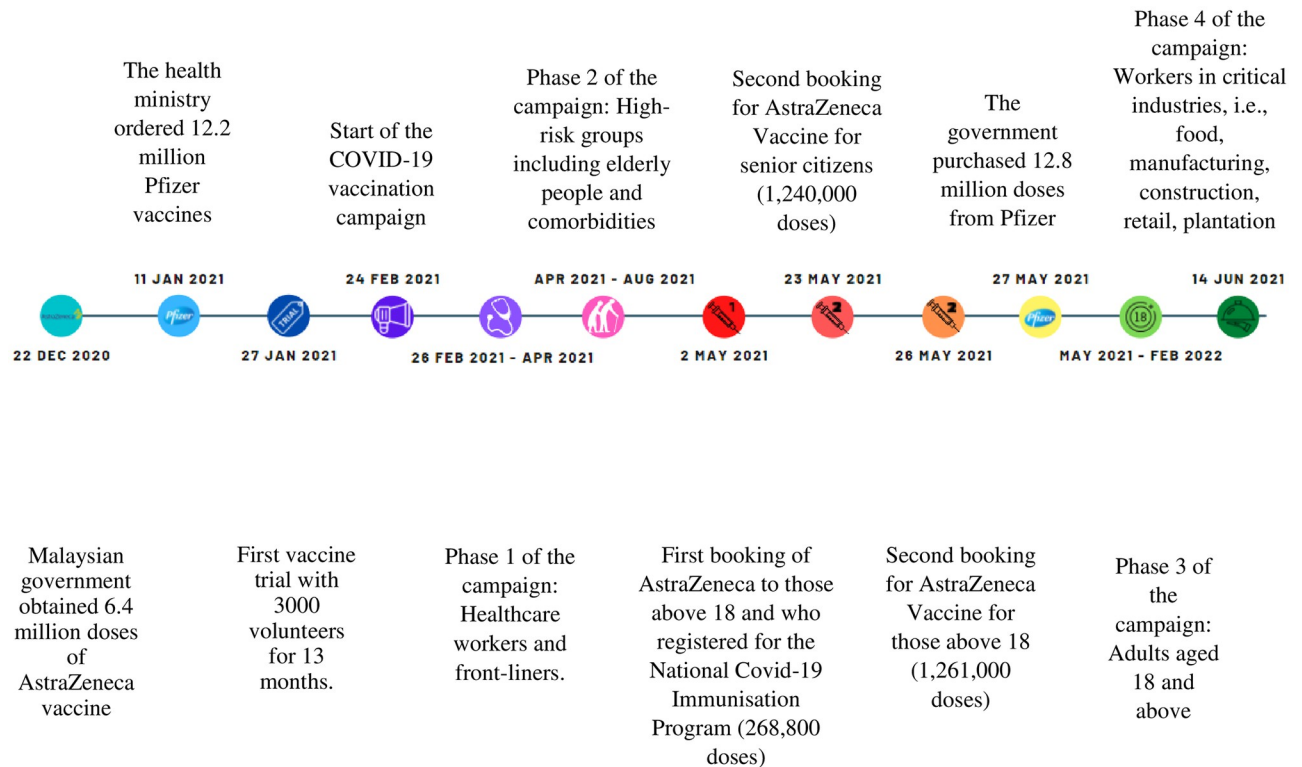 The health
ministry
ordered 12.2
million
Pfizer
vaccines
Start of the
COVID-19
vaccination
campaign
Phase 2 of the
campaign: High-
risk groups
including elderly
people and
comorbidities
Second booking
for AstraZeneca
Vaccine for
senior citizens
(1,240,000
doses)
The
government
purchased 12.8
million doses
from Pfizer
Phase 4 of the
campaign:
Workers in critical
industries, i.e.,
food,
manufacturing,
construction,
retail, plantation
11 JAN 2021
24 FEB 2021
APR 2021 - AUG 2021
23 MAY 2021
27 MAY 2021
14 JUN 2021
AstraZeneca
Pfizer
TRIAL
1
2
2
Pfizer
18+
22 DEC 2020
27 JAN 2021
26 FEB 2021 - APR 2021
2 MAY 2021
26 MAY 2021
MAY 2021 - FEB 2022
Malaysian
government
obtained 6.4
million doses
of
AstraZeneca
vaccine
First vaccine
trial with
3000
volunteers
for 13
months.
Phase 1 of the
campaign:
Healthcare
workers and
front-liners.
First booking of
AstraZeneca to those
above 18 and who
registered for the
National Covid-19
Immunisation
Program (268,800
doses)
Second booking
for AstraZeneca
Vaccine for
those above 18
(1,261,000
doses)
Phase 3 of
the
campaign:
Adults aged
18 and
above